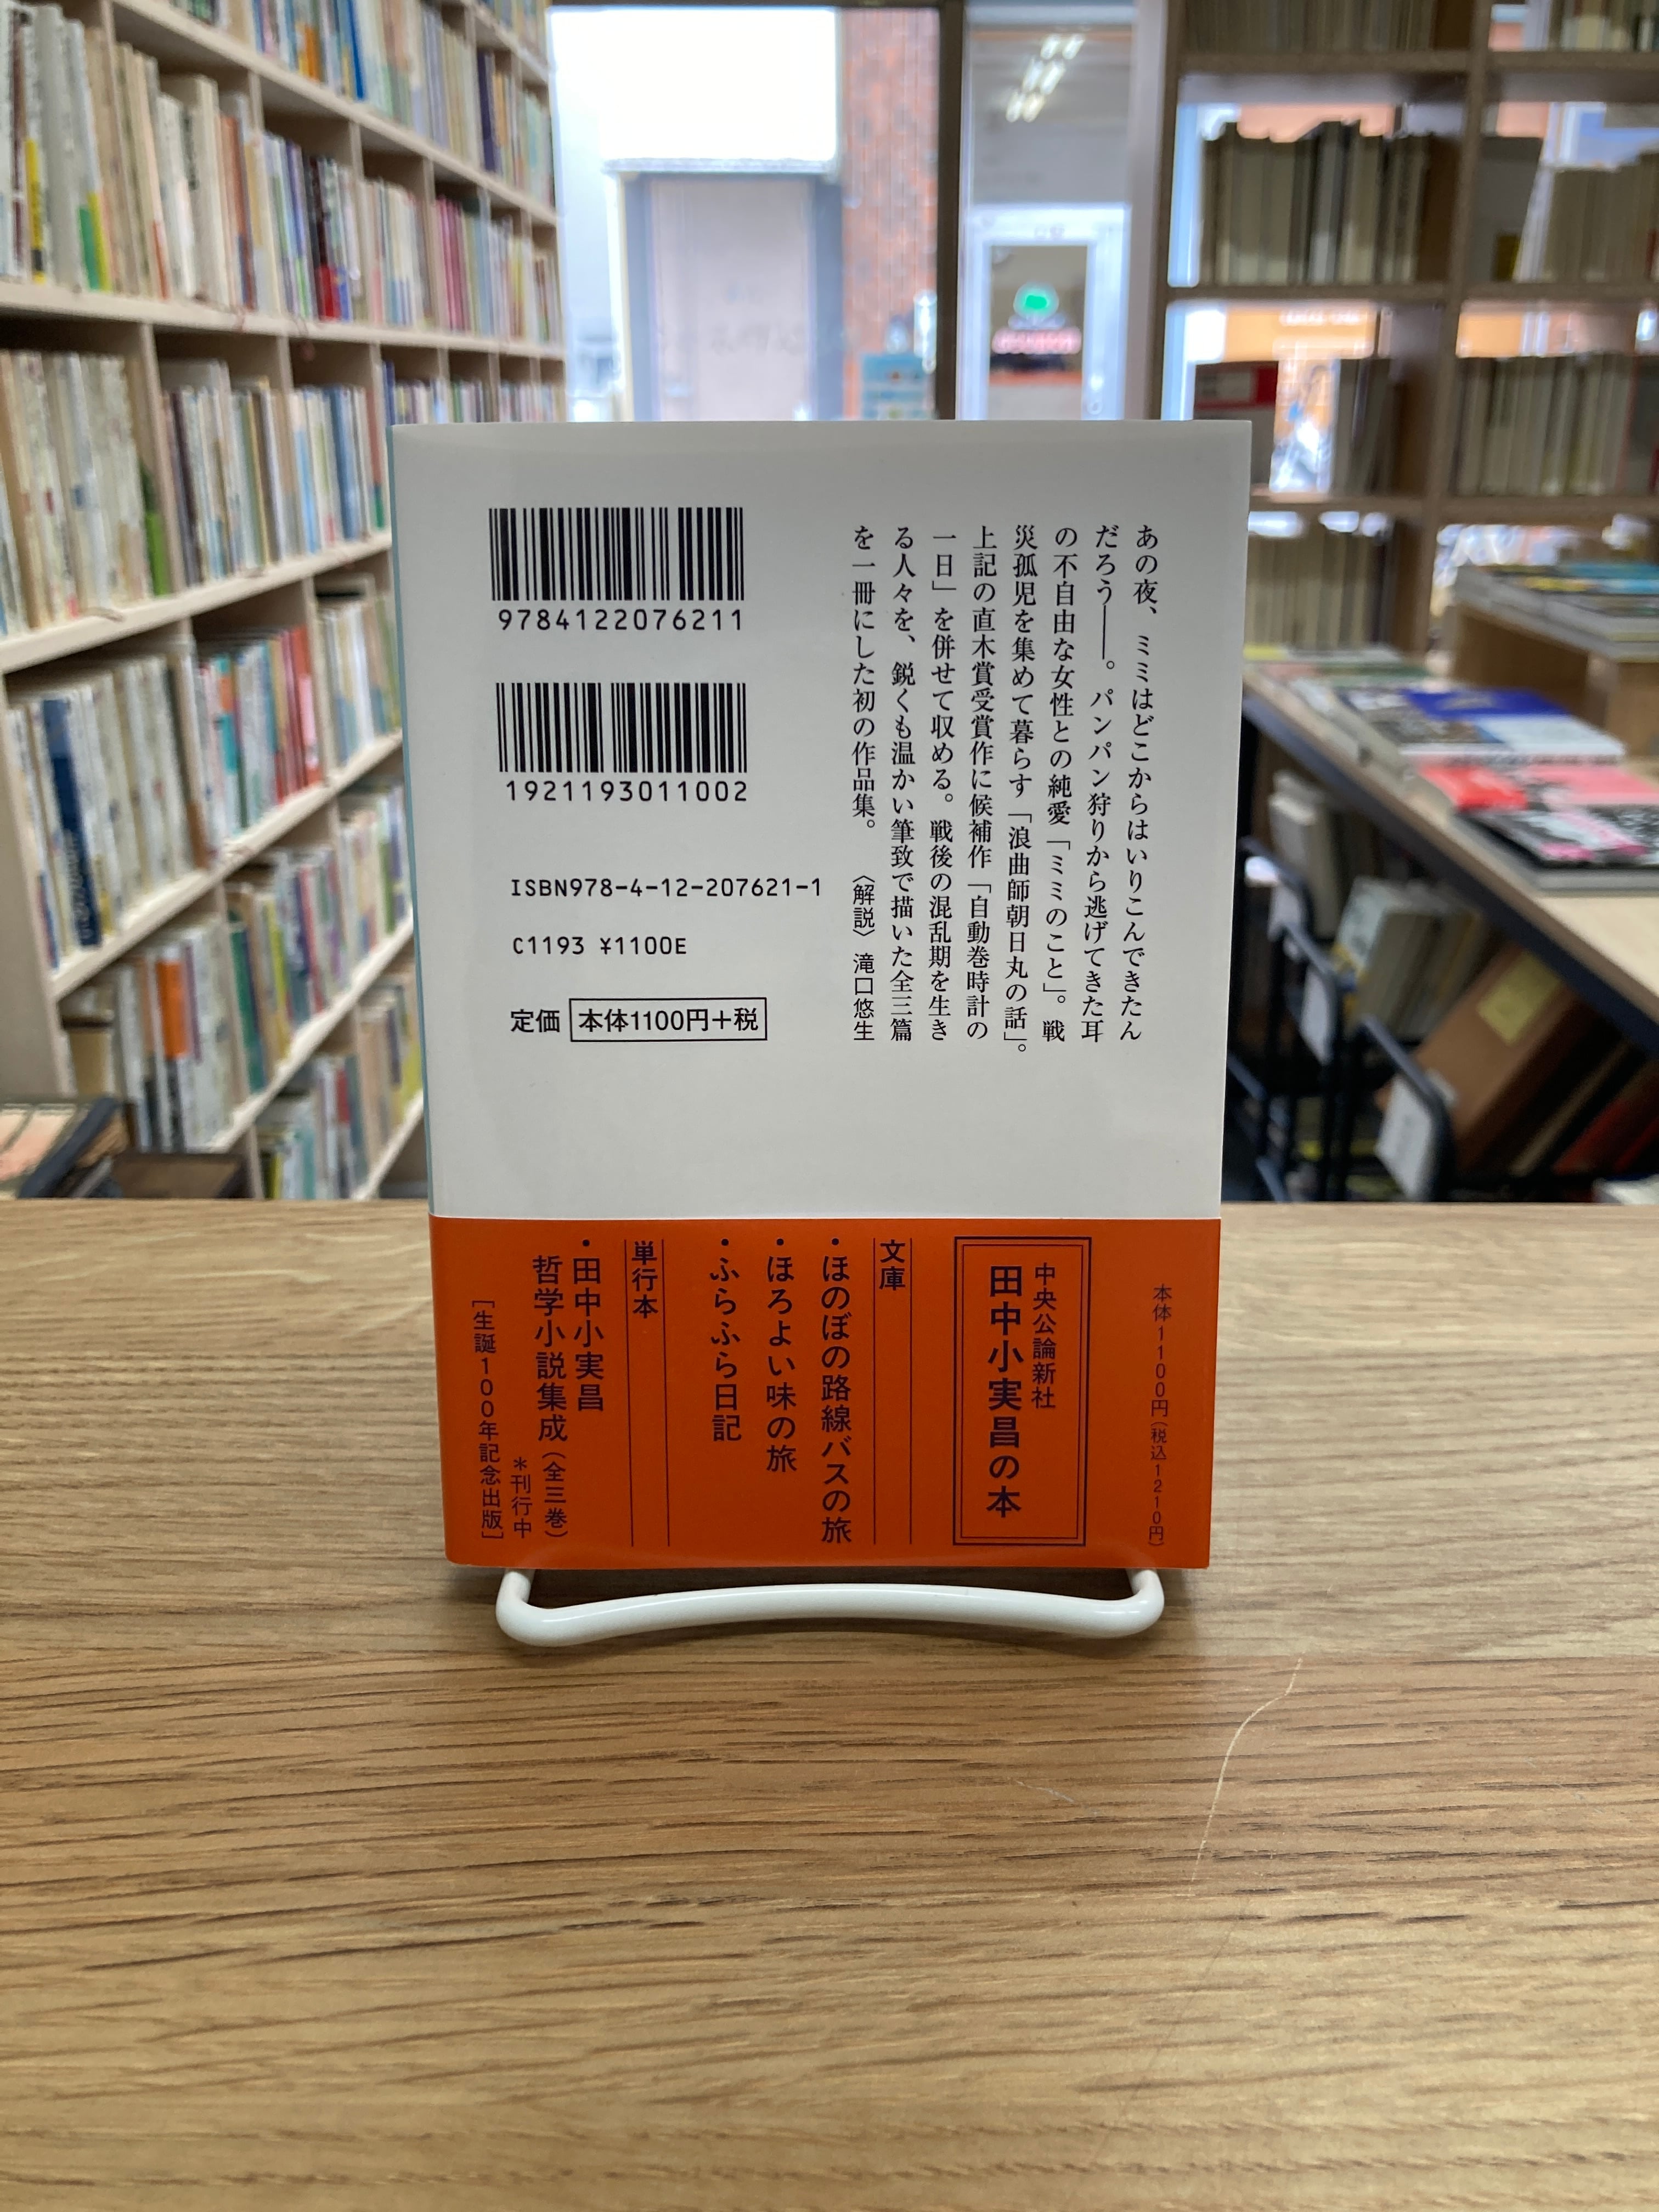 あの夜、ミミはどこからはいりこんできたん
だろう――。パンパン狩りから逃げてきた耳
の不自由な女性との純愛「ミミのこと」。戦
災孤児を集めて暮らす「浪曲師朝日丸の話」。
上記の直木賞受賞作に候補作「自動巻時計の
一日」を併せて収める。戦後の混乱期を生き
る人々を、鋭くも温かい筆致で描いた全三篇
を一冊にした初の作品集。 〈解説〉滝口悠生
9784122076211
1921193011002
ISBN978-4-12-207621-1
C1193 ¥1100E
定価 本体1100円+税
本体1100円(税込1210円)
中央公論新社
田中小実昌の本
文庫
・ほのぼの路線バスの旅
・ほろよい味の旅
・ふらふら日記
単行本
・田中小実昌
哲学小説集成(全三巻)
*刊行中
[生誕100年記念出版]